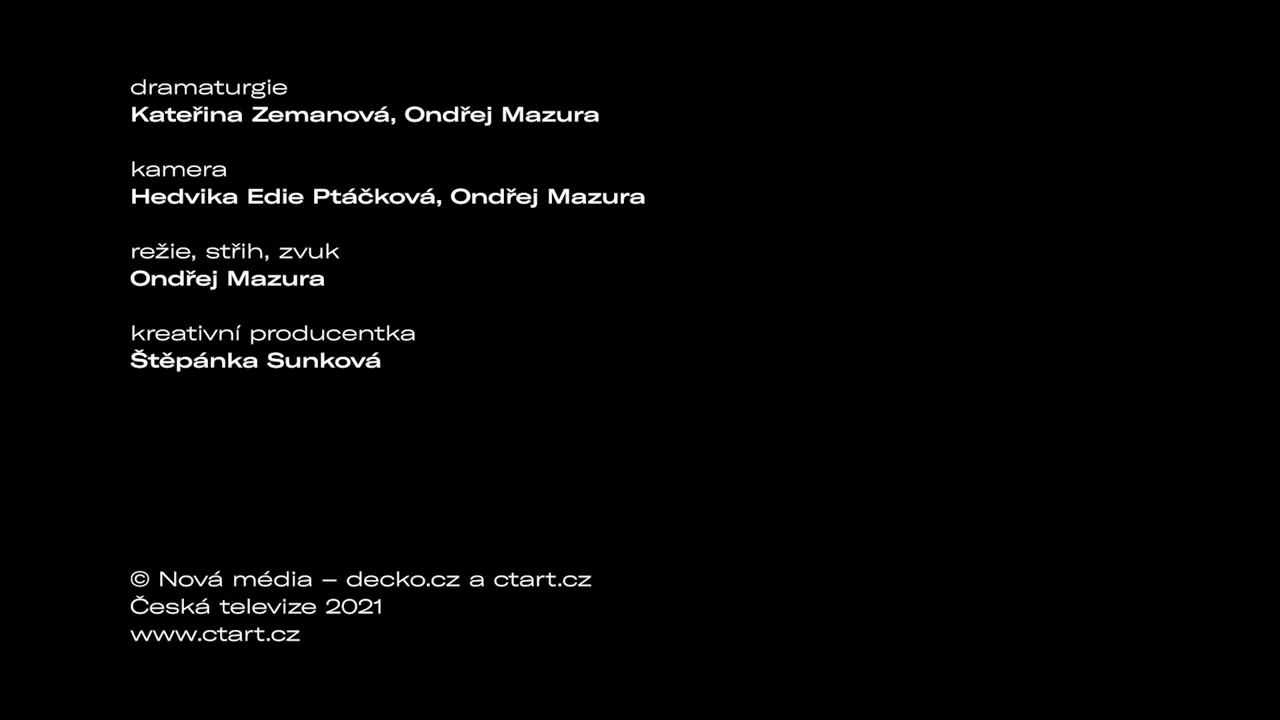 dramaturgie
Kateřina Zemanová, Ondřej Mazura
kamera
Hedvika Edie Ptáčková, Ondřej Mazura
režie, střih, zvuk
Ondřej Mazura
kreativní producentka
Štěpánka Sunková
© Nová média – decko.cz a ctart.cz
Česká televize 2021
www.ctart.cz